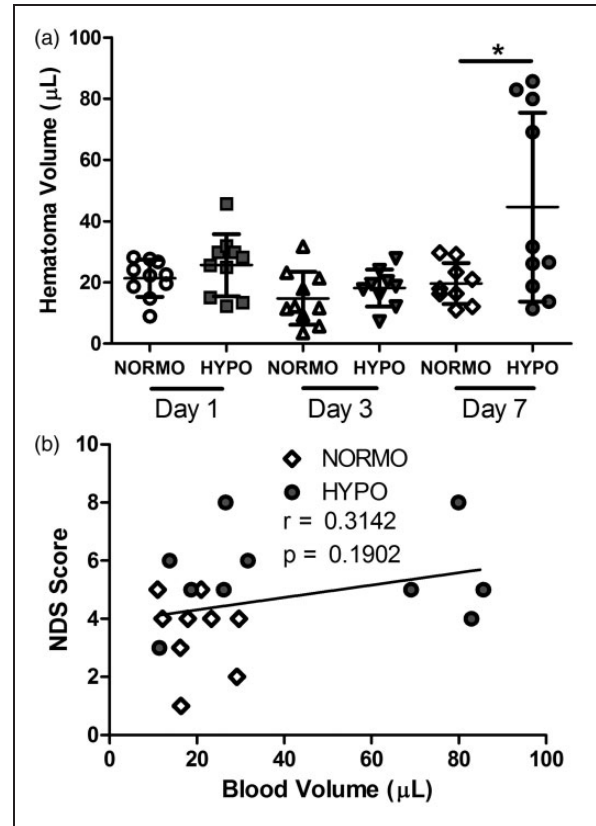 (a)
Hematoma Volume (μL)
100
80
60
40
20
0
*
NORMO HYPO NORMO HYPO NORMO HYPO
Day 1 Day 3 Day 7
(b)
NDS Score
10
8
6
4
2
0
NORMO
HYPO
r = 0.3142
p = 0.1902
0 20 40 60 80 100
Blood Volume (μL)